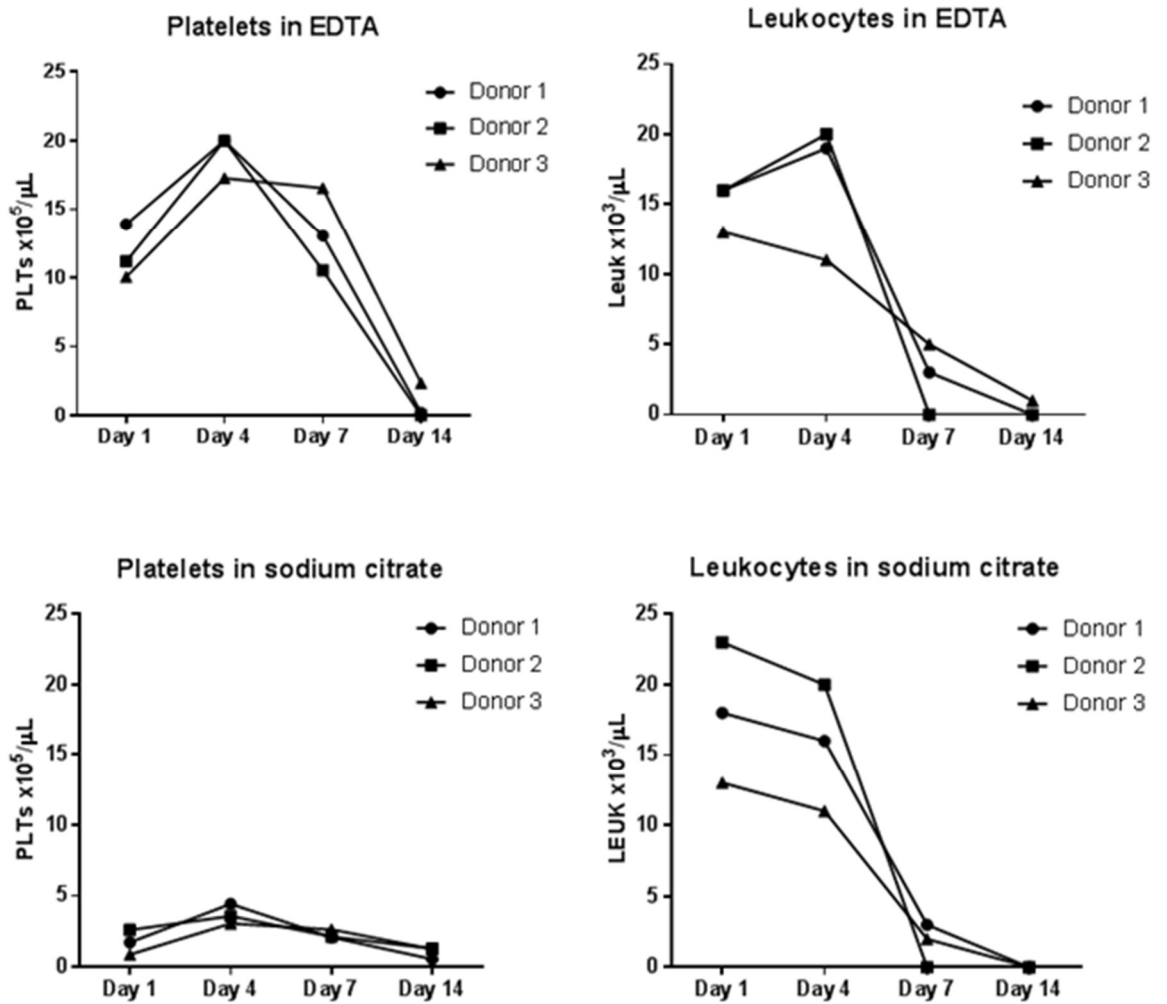 Platelets in EDTA
PLTs x10⁵/µL
25
20
15
10
5
0
Day 1 Day 4 Day 7 Day 14
Donor 1
Donor 2
Donor 3
Leukocytes in EDTA
Leuk x10³/µL
25
20
15
10
5
0
Day 1 Day 4 Day 7 Day 14
Donor 1
Donor 2
Donor 3
Platelets in sodium citrate
PLTs x10⁵/µL
25
20
15
10
5
0
Day 1 Day 4 Day 7 Day 14
Donor 1
Donor 2
Donor 3
Leukocytes in sodium citrate
LEUK x10³/µL
25
20
15
10
5
0
Day 1 Day 4 Day 7 Day 14
Donor 1
Donor 2
Donor 3